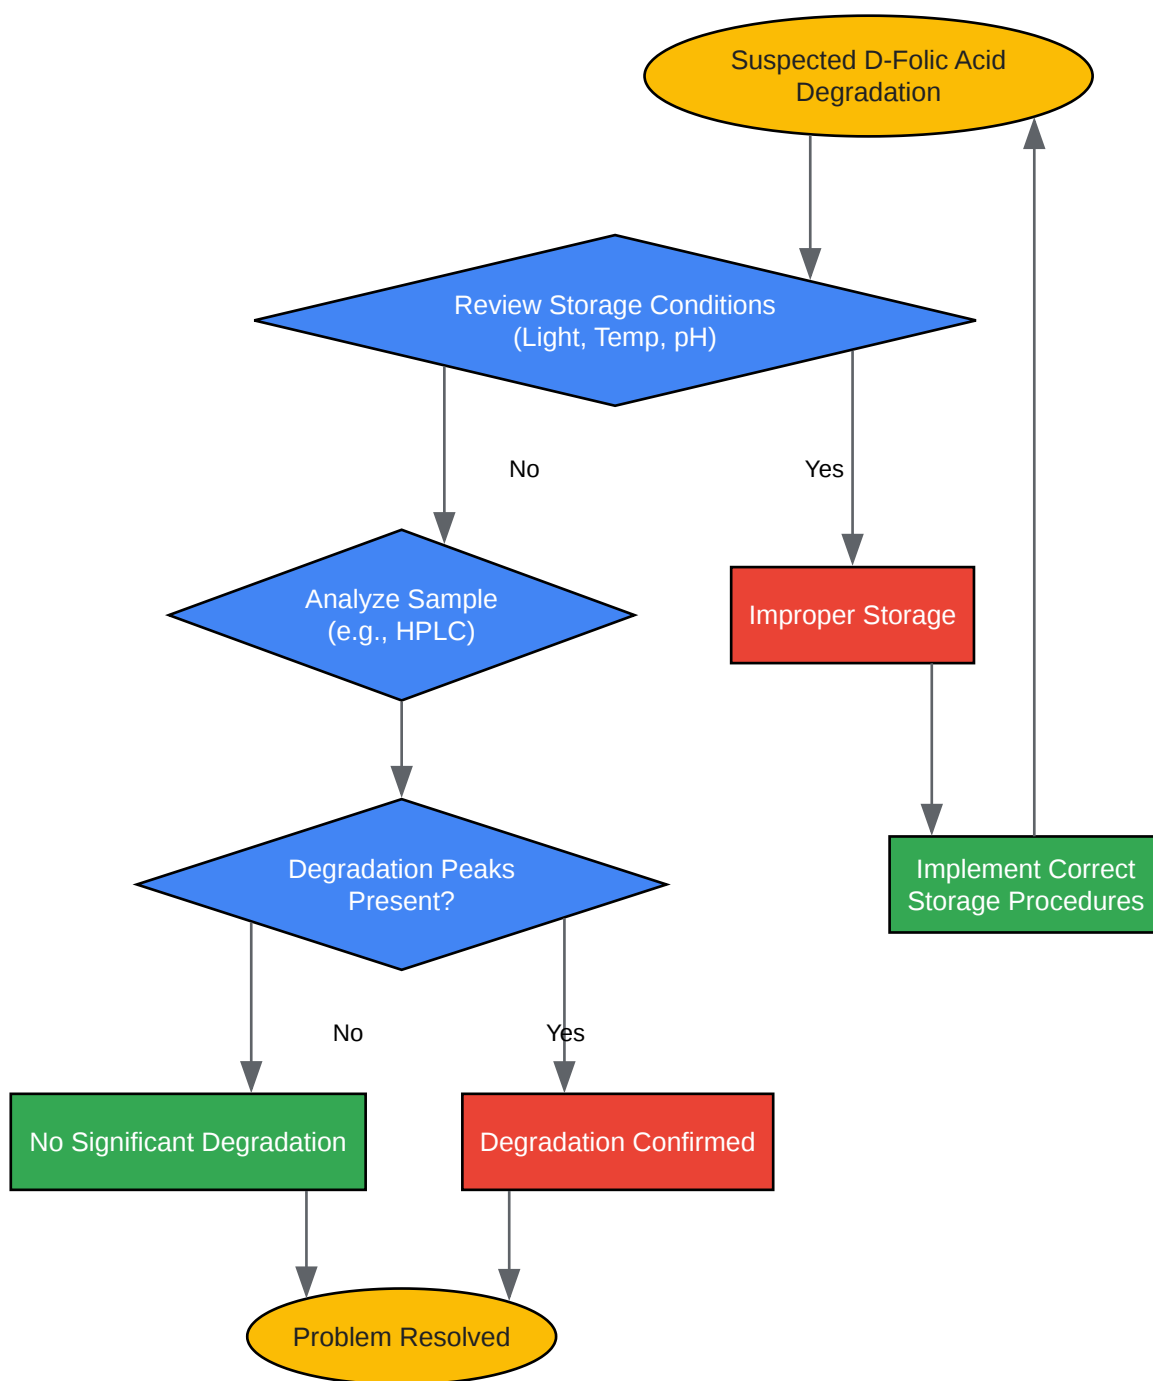 Suspected D-Folic Acid
Degradation
Review Storage Conditions
(Light, Temp, pH)
No
Yes
Analyze Sample
(e.g., HPLC)
Improper Storage
Degradation Peaks
Present?
Implement Correct
Storage Procedures
No
Yes
No Significant Degradation
Degradation Confirmed
Problem Resolved